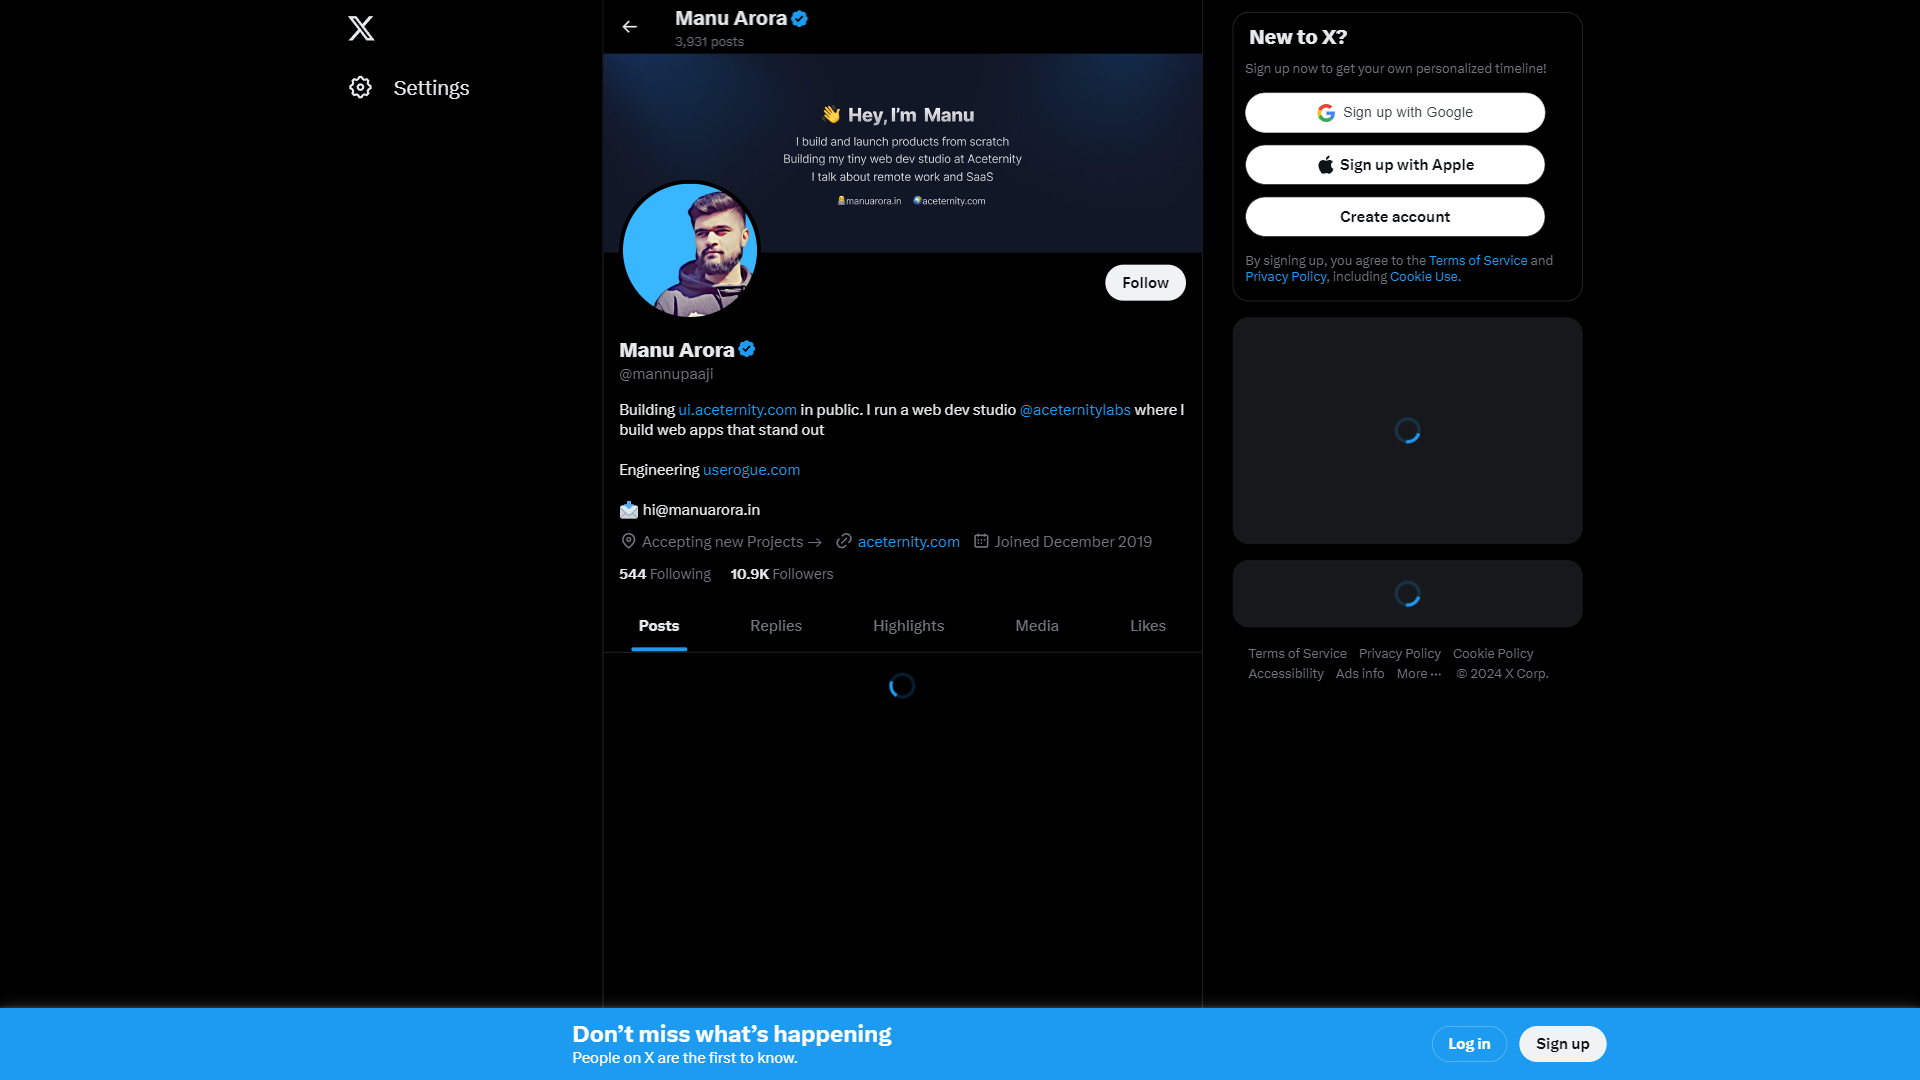 Settings
Manu Arora
3,931 posts
👋 Hey, I'm Manu
I build and launch products from scratch
Building my tiny web dev studio at Aceternity
I talk about remote work and SaaS
manuarora.in aceternity.com
Follow
Manu Arora
@mannupaaji
Building ui.aceternity.com in public. I run a web dev studio @aceternitylabs where I
build web apps that stand out
Engineering userogue.com
📩 hi@manuarora.in
Accepting new Projects → aceternity.com Joined December 2019
544 Following 10.9K Followers
Posts Replies Highlights Media Likes
New to X?
Sign up now to get your own personalized timeline!
Sign up with Google
Sign up with Apple
Create account
By signing up, you agree to the Terms of Service and
Privacy Policy, including Cookie Use.
Terms of Service Privacy Policy Cookie Policy
Accessibility Ads info More ··· © 2024 X Corp.
Don’t miss what’s happening
People on X are the first to know.
Log in Sign up